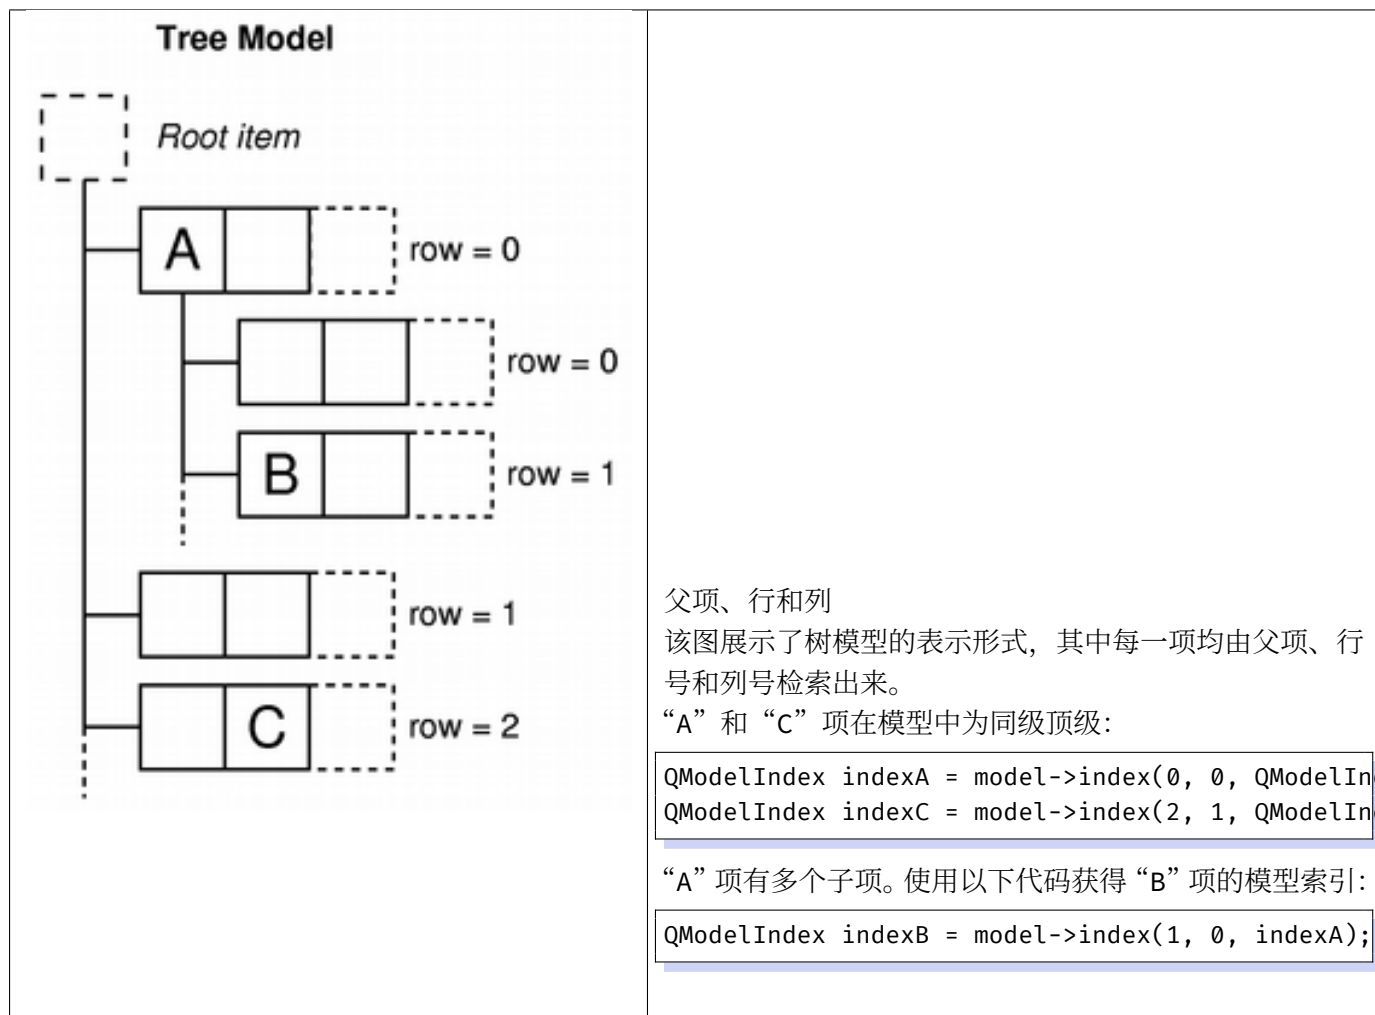 Tree Model
Root item
A
row = 0
row = 0
B
row = 1
row = 1
C
row = 2
父项、行和列
该图展示了树模型的表示形式，其中每一项均由父项、行
号和列号检索出来。
“A”和“C”项在模型中为同级顶级：
QModelIndex indexA = model->index(0, 0, QModelIn
QModelIndex indexC = model->index(2, 1, QModelIn
“A”项有多个子项。使用以下代码获得“B”项的模型索引：
QModelIndex indexB = model->index(1, 0, indexA);